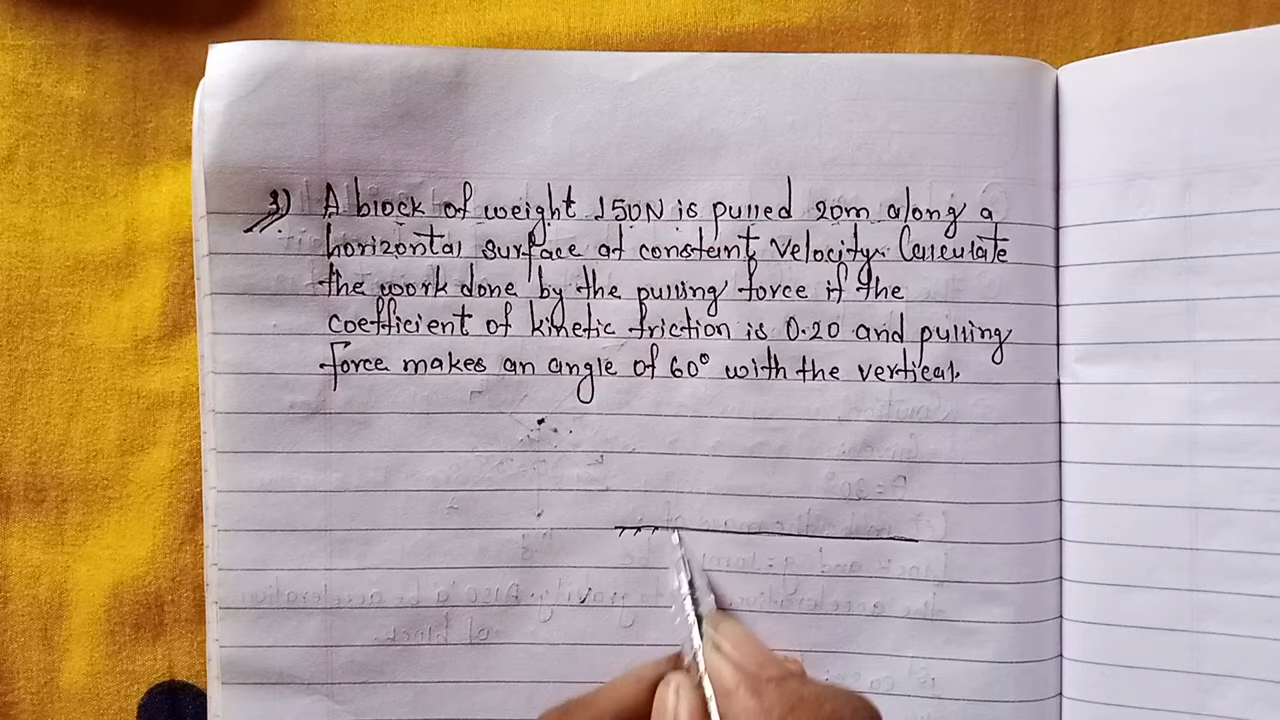 3) A block of weight 150N is pulled 20m along a
horizontal surface at constant velocity. Calculate
the work done by the pulling force if the
coefficient of kinetic friction is 0.20 and pulling
force makes an angle of 60° with the vertical.